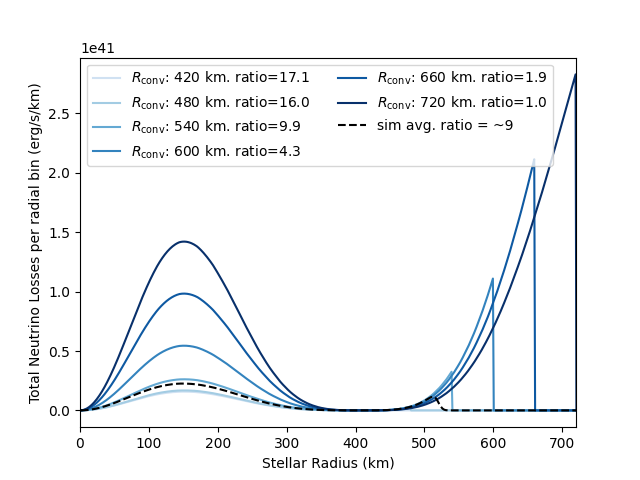 1e41
R_conv: 420 km. ratio=17.1
R_conv: 480 km. ratio=16.0
R_conv: 540 km. ratio=9.9
R_conv: 600 km. ratio=4.3
R_conv: 660 km. ratio=1.9
R_conv: 720 km. ratio=1.0
sim avg. ratio = ~9
Total Neutrino Losses per radial bin (erg/s/km)
2.5
2.0
1.5
1.0
0.5
0.0
0 100 200 300 400 500 600 700
Stellar Radius (km)